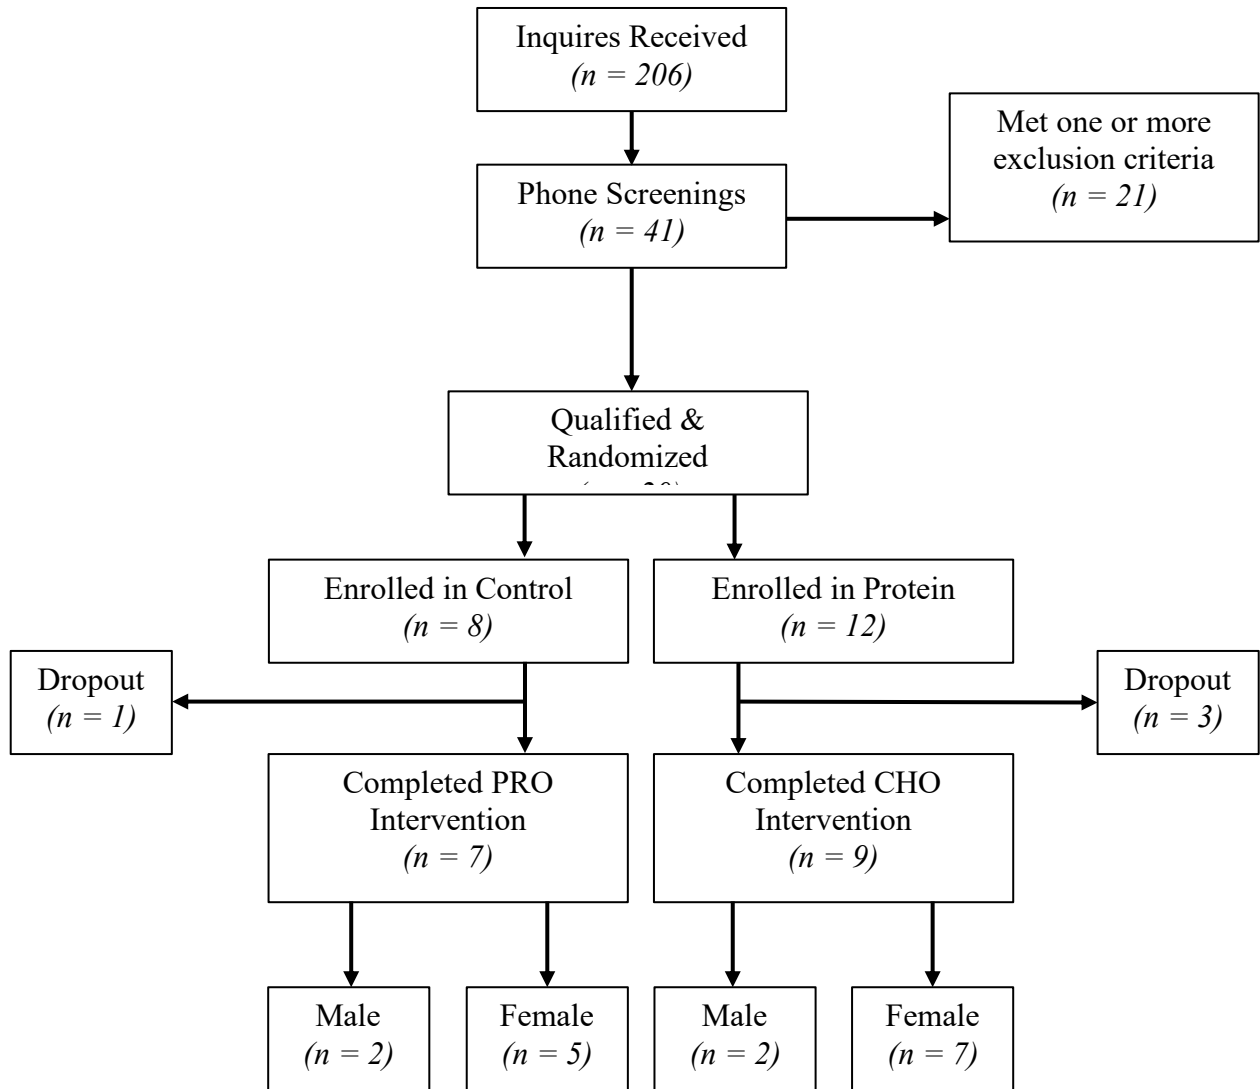 Inquires Received
(n = 206)
Met one or more
exclusion criteria
(n = 21)
Phone Screenings
(n = 41)
Qualified &
Randomized
Enrolled in Control
(n = 8)
Enrolled in Protein
(n = 12)
Dropout
(n = 1)
Dropout
(n = 3)
Completed PRO
Intervention
(n = 7)
Completed CHO
Intervention
(n = 9)
Male
(n = 2)
Female
(n = 5)
Male
(n = 2)
Female
(n = 7)